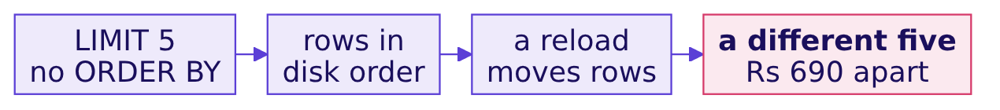 LIMIT 5
no ORDER BY
rows in
disk order
a reload
moves rows
a different five
Rs 690 apart